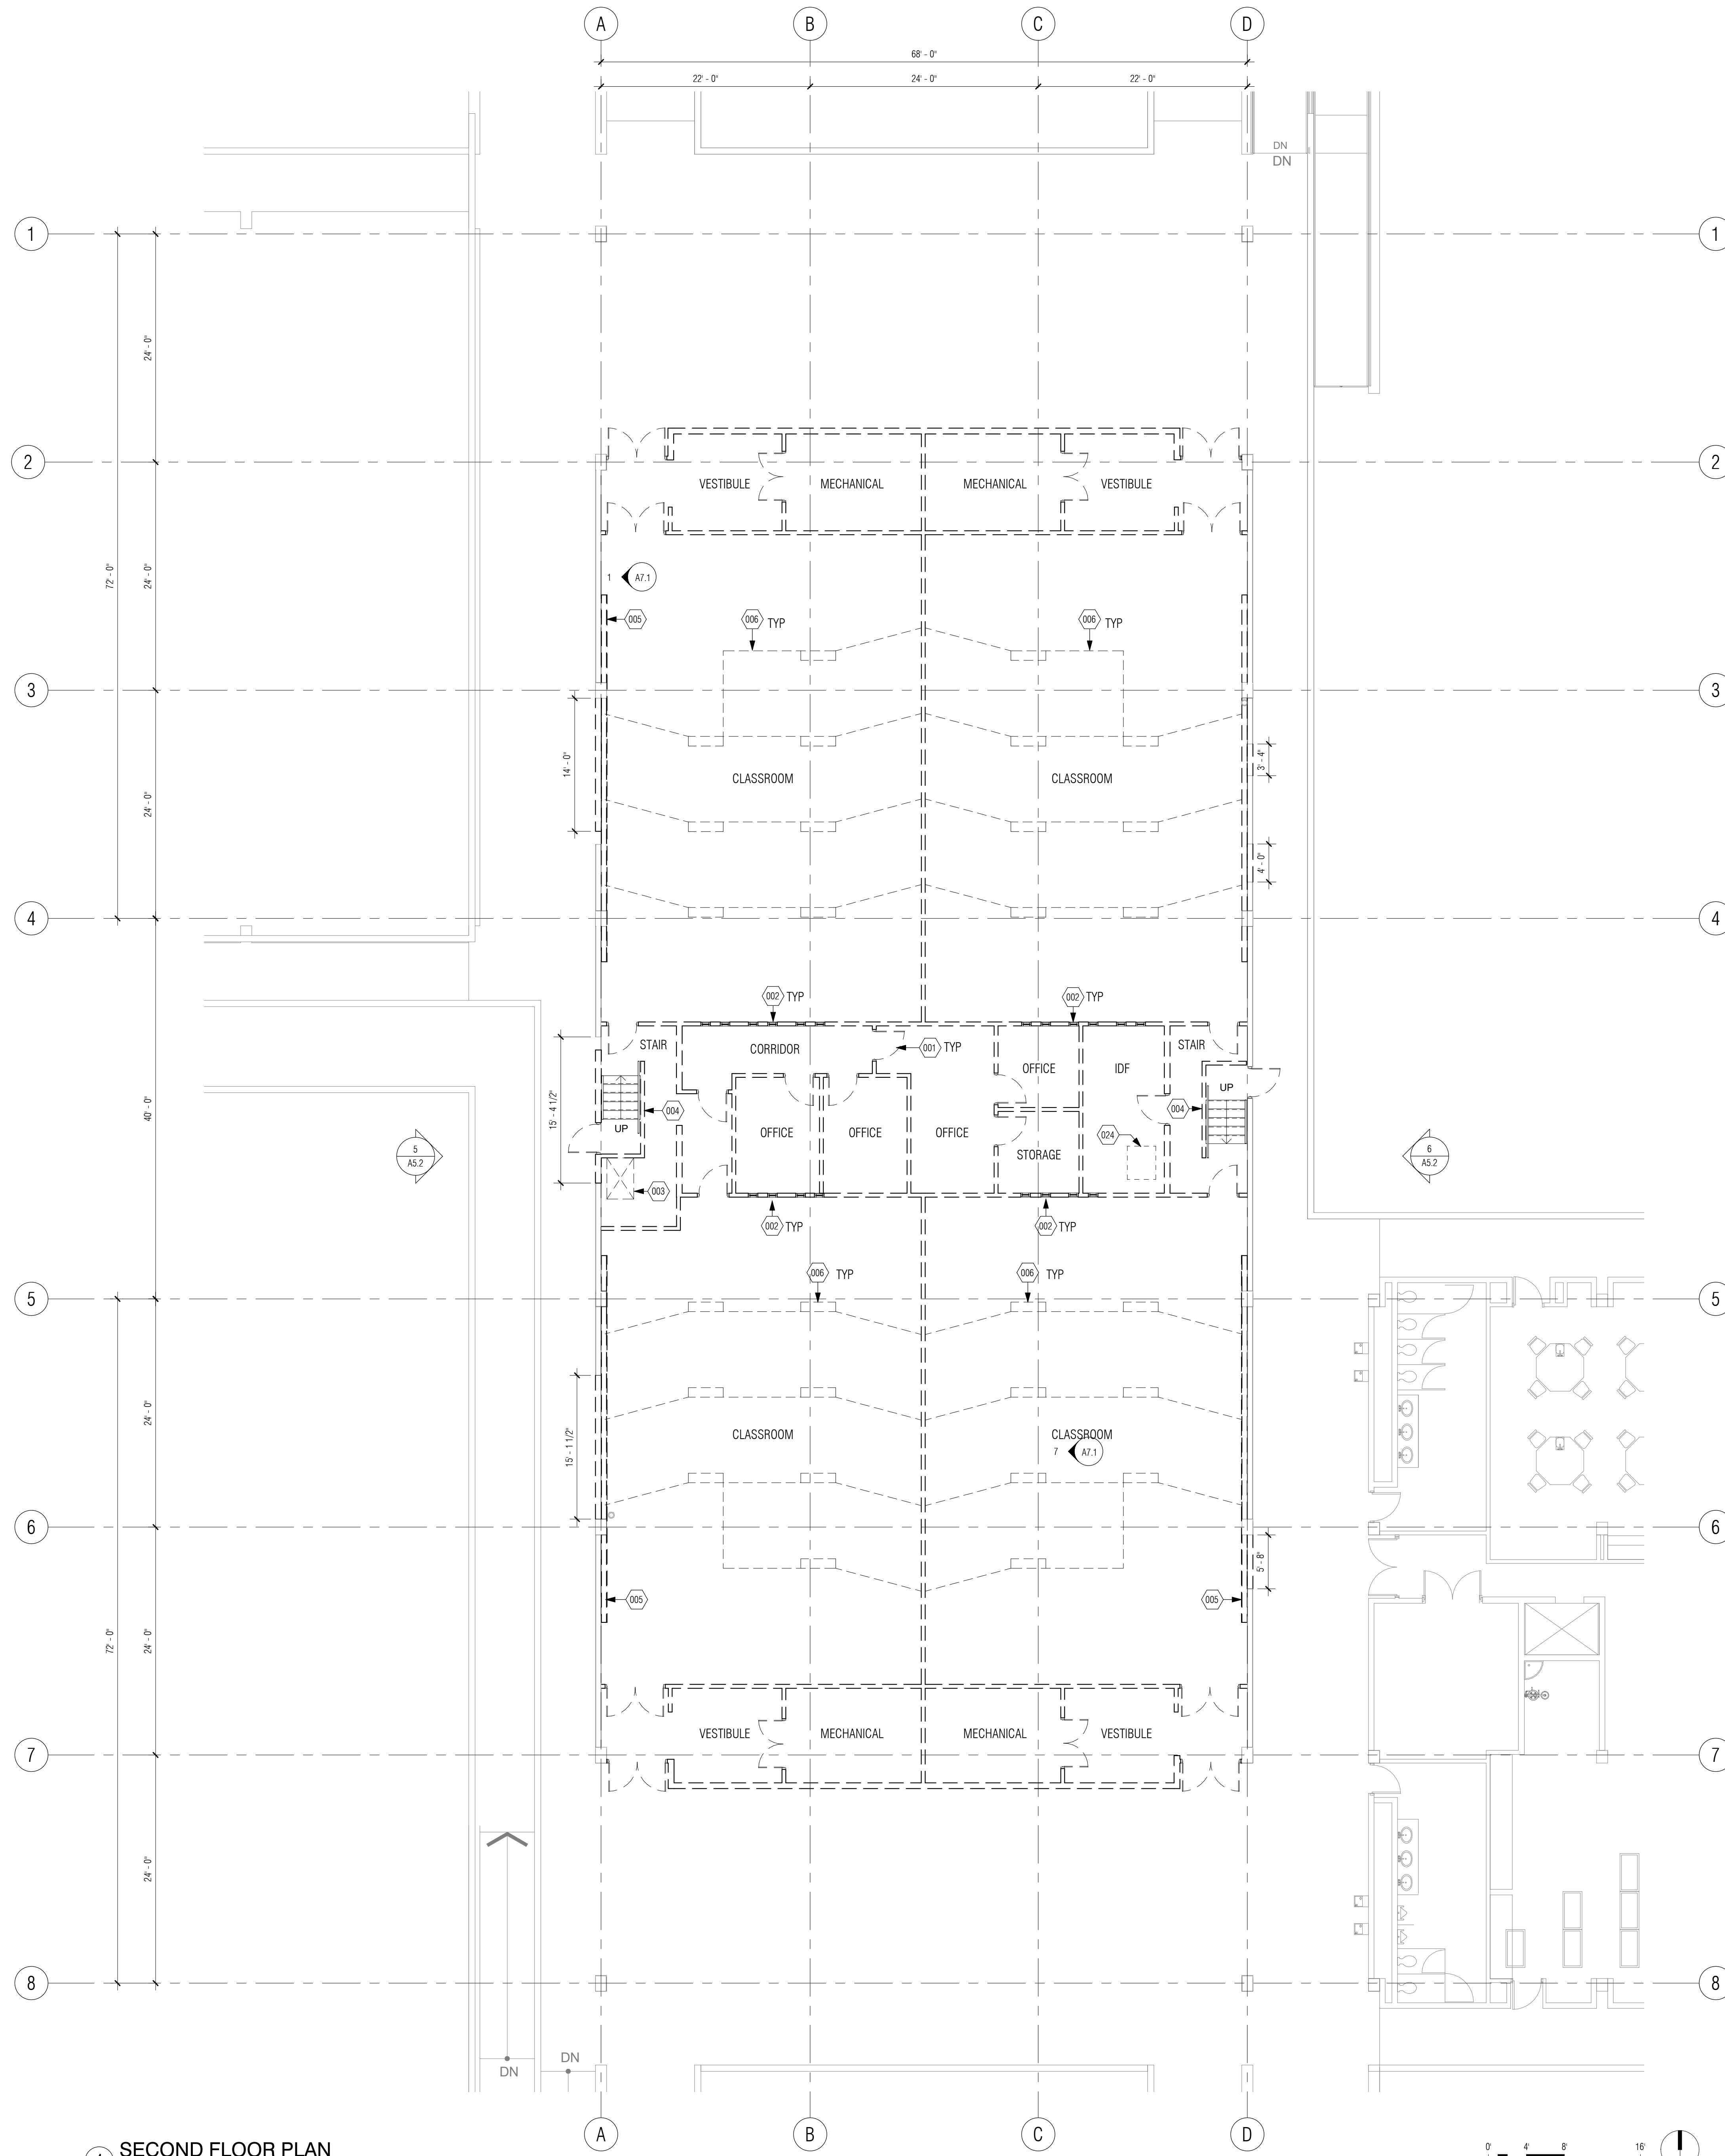 A B C D
68' - 0"
22' - 0" 24' - 0" 22' - 0"
DN
DN
1 1
24' - 0"
2 2
VESTIBULE MECHANICAL MECHANICAL VESTIBULE
72' - 0" 24' - 0"
1 A7.1
005
006 TYP 006 TYP
3 3
14' - 0"
3' - 4"
CLASSROOM CLASSROOM
24' - 0"
4' - 0"
4 4
002 TYP 002 TYP
STAIR CORRIDOR 001 TYP OFFICE IDF STAIR
UP
40' - 0"
15' - 4 1/2"
004 004
UP OFFICE OFFICE OFFICE 024
5
A5.2
STORAGE
6
A5.2
003
002 TYP 002 TYP
006 TYP 006 TYP
5 5
24' - 0"
15' - 1 1/2"
CLASSROOM CLASSROOM
7 A7.1
6 6
5' - 8"
005 005
72' - 0" 24' - 0"
VESTIBULE MECHANICAL MECHANICAL VESTIBULE
7 7
24' - 0"
8 8
DN
DN
A B C D
SECOND FLOOR PLAN
0' 4' 8' 16'